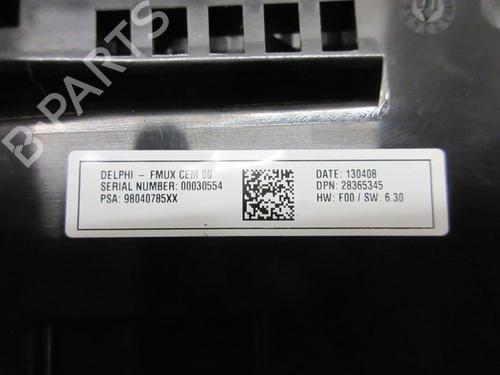 B PARTS
DELPHI - FMUX CEM 00
SERIAL NUMBER: 00030554
PSA: 98040785XX
DATE: 130408
DPN: 28365345
HW: F00 / SW: 6.30